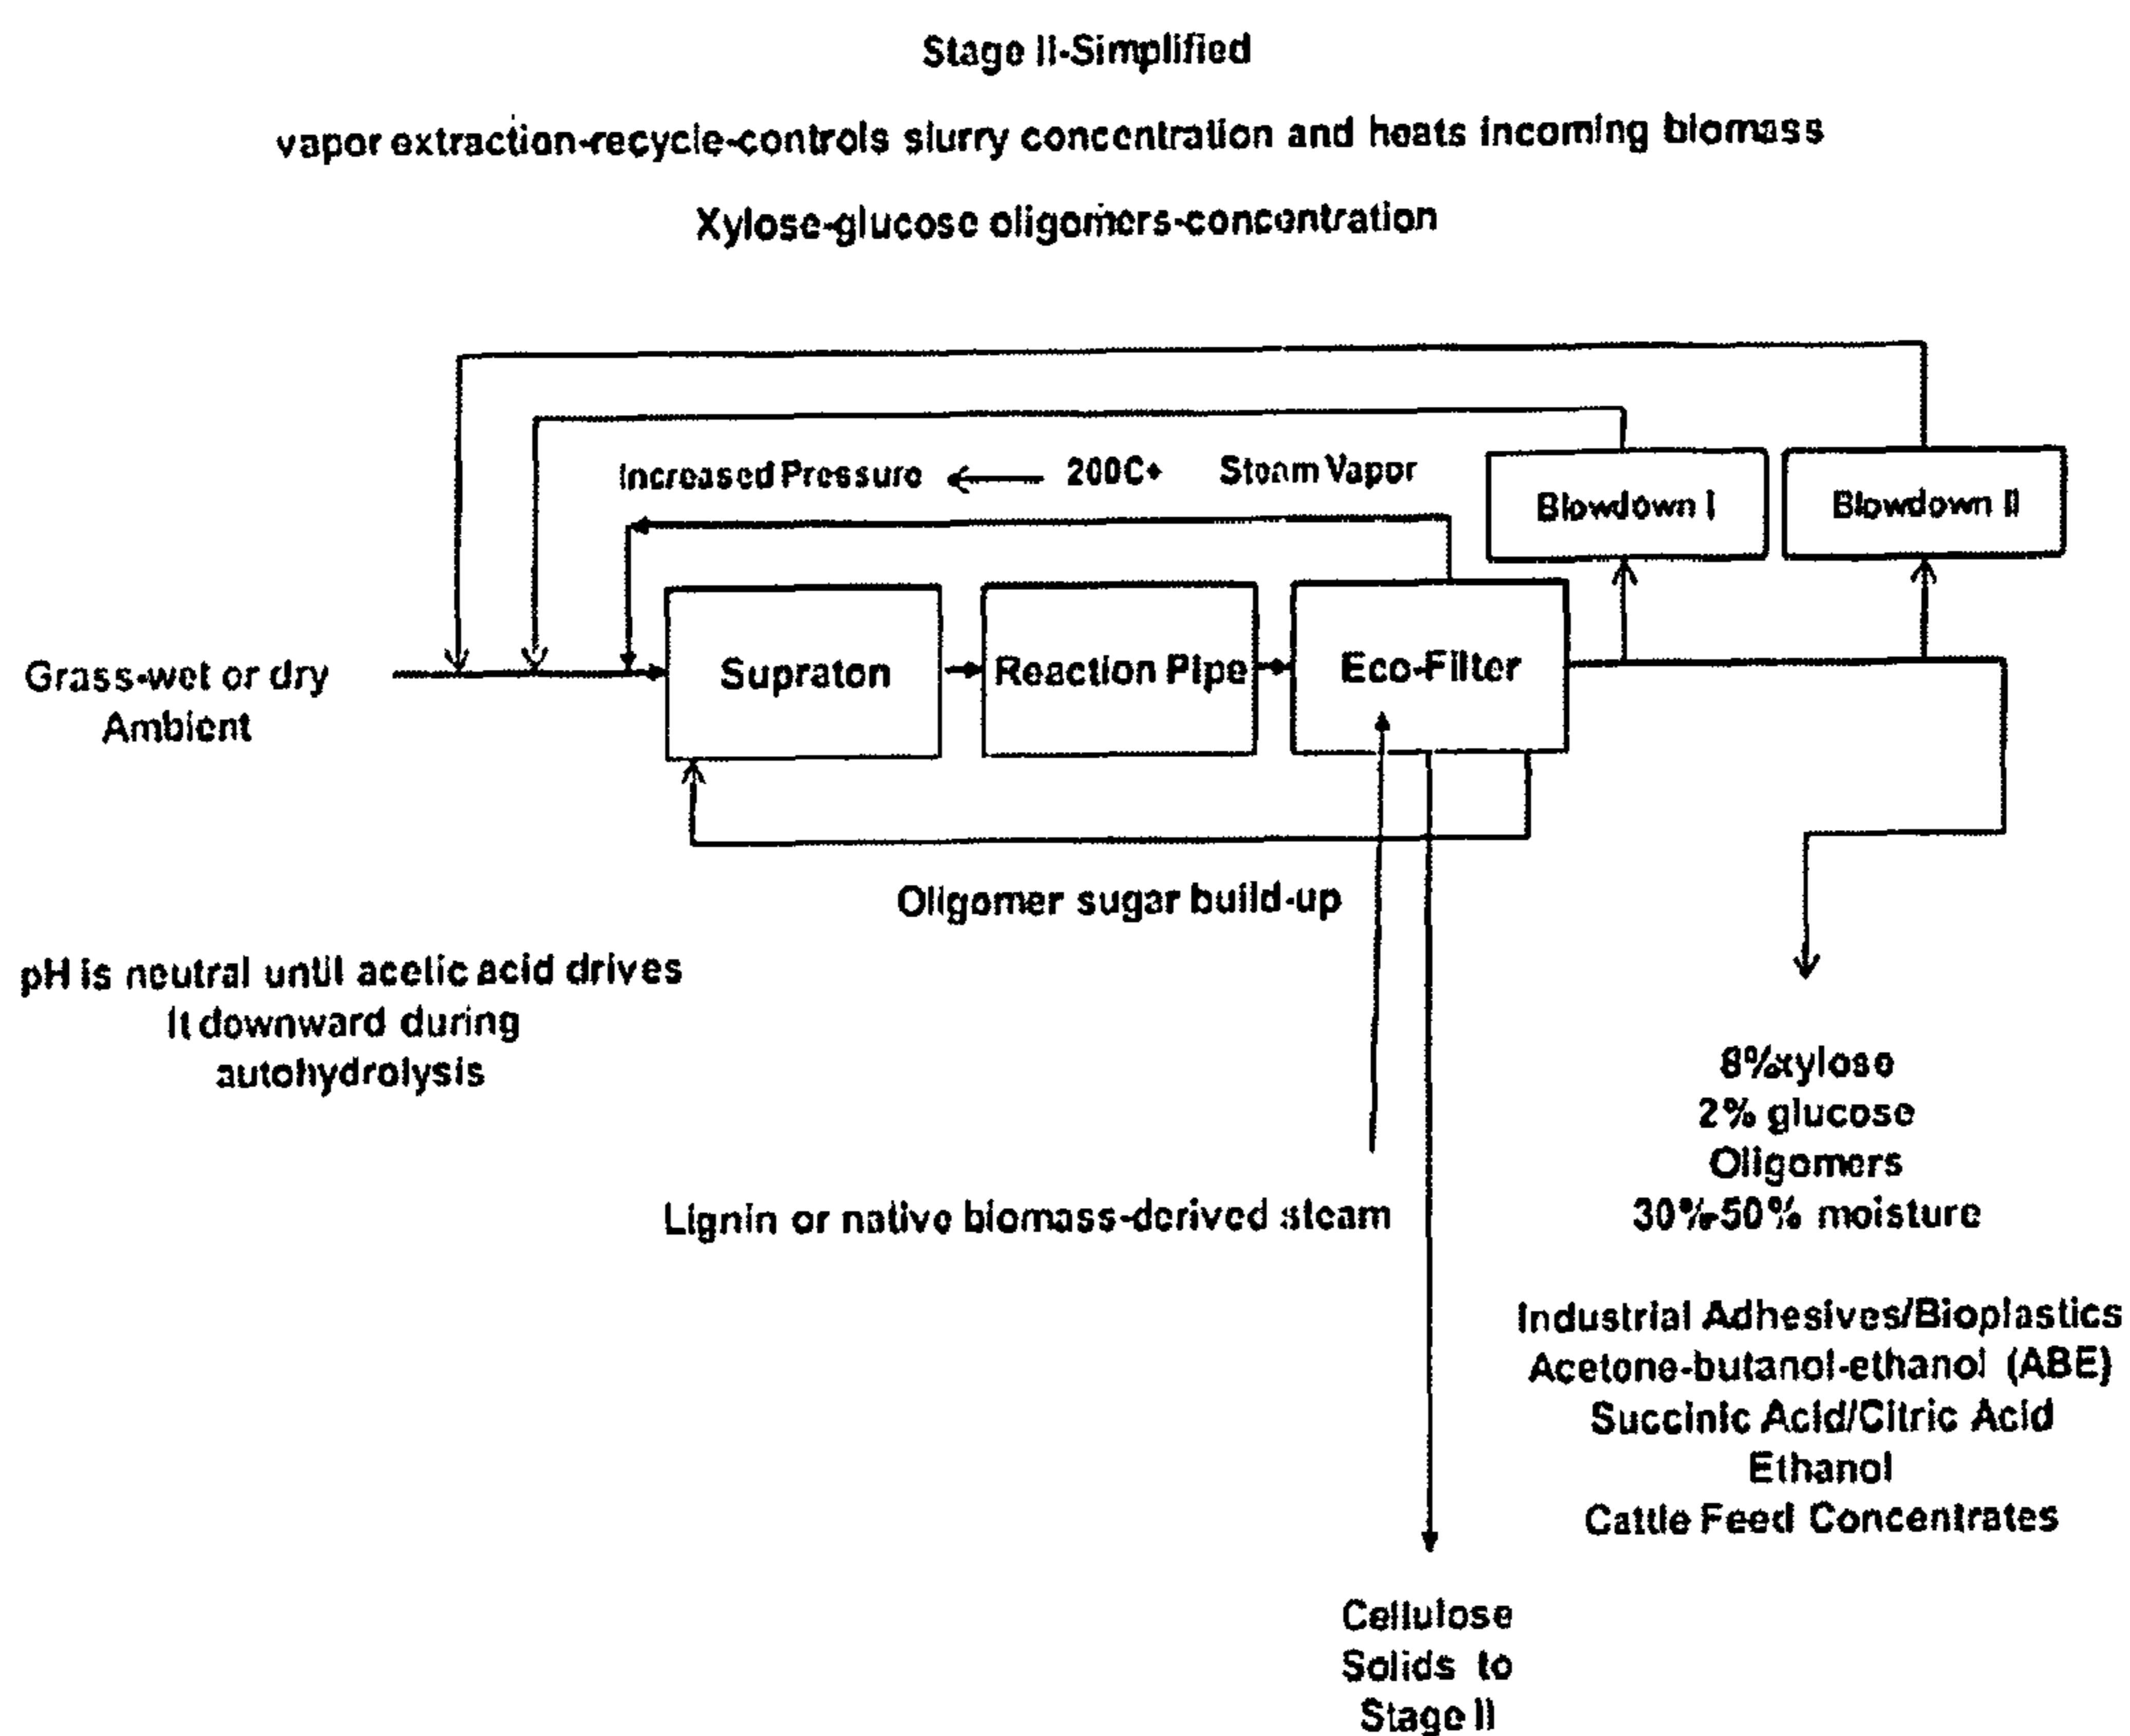 Stage II-Simplified
vapor extraction-recycle-controls slurry concentration and heats incoming biomass
Xylose-glucose oligomers-concentration
Increased Pressure
200C+
Steam Vapor
Blowdown I
Blowdown II
Grass-wet or dry
Ambient
Supraton
Reaction Pipe
Eco-Filter
Oligomer sugar build-up
pH is neutral until acetic acid drives
It downward during
autohydrolysis
Lignin or native biomass-derived steam
8%xylose
2% glucose
Oligomers
30%-50% moisture
Industrial Adhesives/Bioplastics
Acetone-butanol-ethanol (ABE)
Succinic Acid/Citric Acid
Ethanol
Cattle Feed Concentrates
Cellulose
Solids to
Stage II